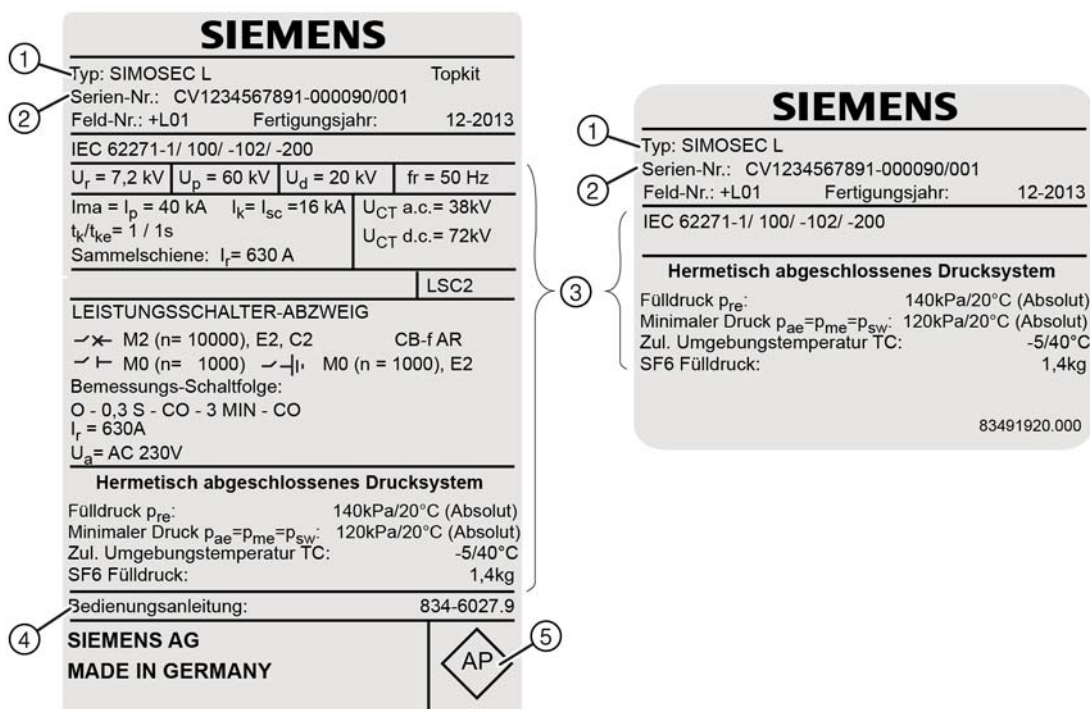 SIEMENS
① Typ: SIMOSEC L Topkit
② Serien-Nr.: CV1234567891-000090/001
Feld-Nr.: +L01 Fertigungsjahr: 12-2013
IEC 62271-1/ 100/ -102/ -200
Ur = 7,2 kV Up = 60 kV Ud = 20 kV fr = 50 Hz
Ima = Ip = 40 kA Ik= Isc =16 kA UCT a.c.= 38kV
tk/tke= 1 / 1s
UCT d.c.= 72kV
Sammelschiene: Ir= 630 A
LSC2
③
LEISTUNGSSCHALTER-ABZWEIG
M2 (n= 10000), E2, C2 CB-f AR
M0 (n= 1000) M0 (n = 1000), E2
Bemessungs-Schaltfolge:
O - 0,3 S - CO - 3 MIN - CO
Ir = 630A
Ua= AC 230V
Hermetisch abgeschlossenes Drucksystem
Fülldruck pre: 140kPa/20°C (Absolut)
Minimaler Druck pae=pme=psw: 120kPa/20°C (Absolut)
Zul. Umgebungstemperatur TC: -5/40°C
SF6 Fülldruck: 1,4kg
④ Bedienungsanleitung: 834-6027.9
SIEMENS AG
MADE IN GERMANY
AP ⑤
SIEMENS
① Typ: SIMOSEC L
② Serien-Nr.: CV1234567891-000090/001
Feld-Nr.: +L01 Fertigungsjahr: 12-2013
IEC 62271-1/ 100/ -102/ -200
Hermetisch abgeschlossenes Drucksystem
Fülldruck pre: 140kPa/20°C (Absolut)
Minimaler Druck pae=pme=psw: 120kPa/20°C (Absolut)
Zul. Umgebungstemperatur TC: -5/40°C
SF6 Fülldruck: 1,4kg
83491920.000